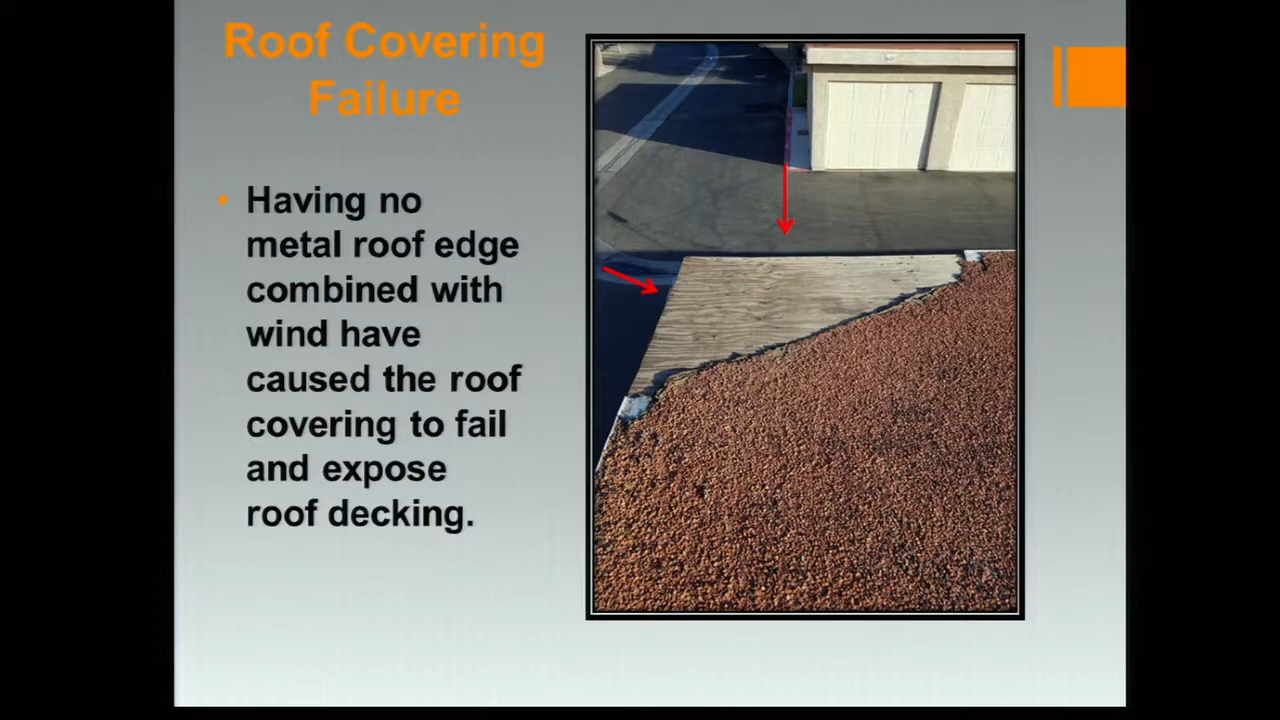 Roof Covering
Failure
• Having no
metal roof edge
combined with
wind have
caused the roof
covering to fail
and expose
roof decking.